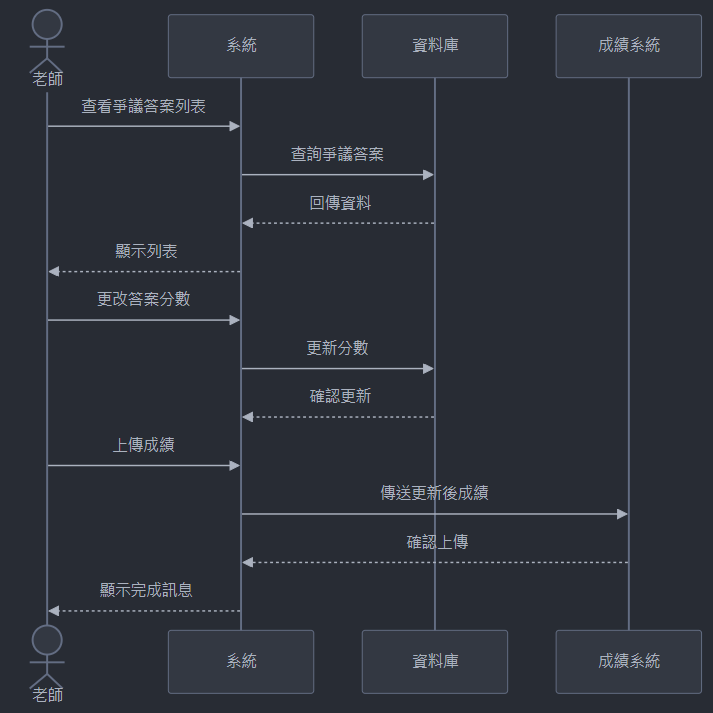 老師
系統
資料庫
成績系統
查看爭議答案列表
查詢爭議答案
回傳資料
顯示列表
更改答案分數
更新分數
確認更新
上傳成績
傳送更新後成績
確認上傳
顯示完成訊息
老師
系統
資料庫
成績系統